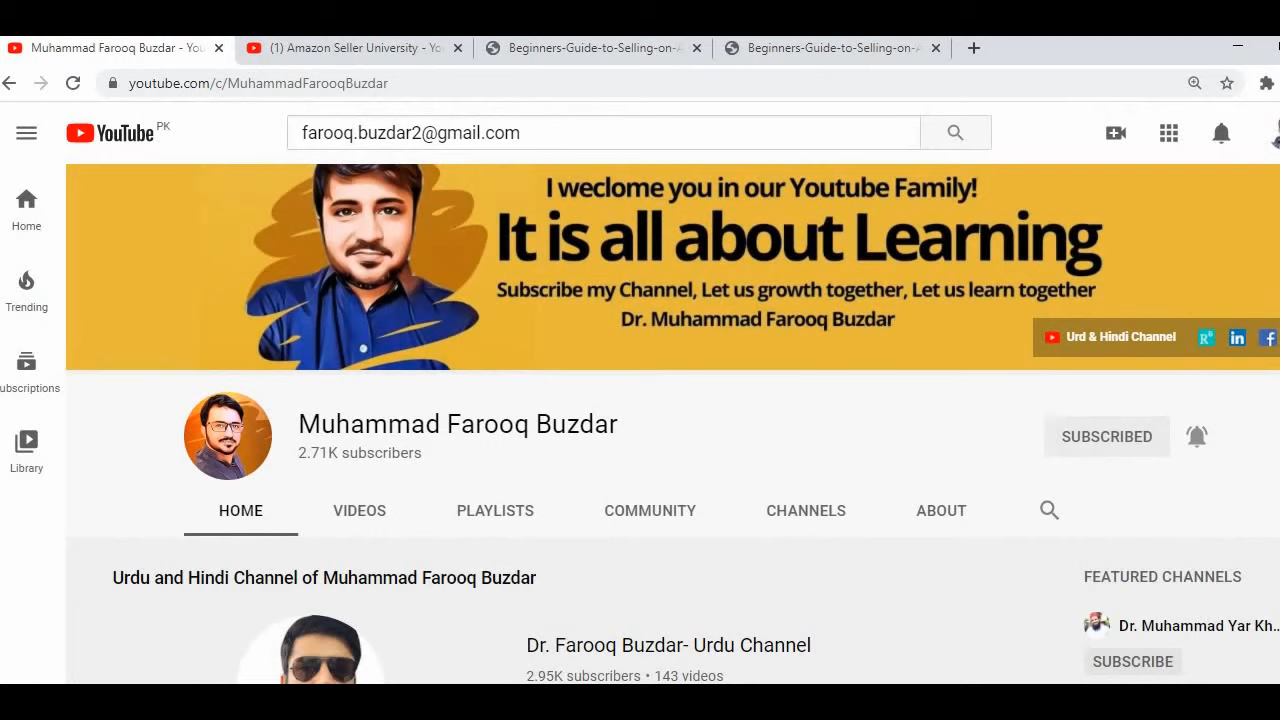 Muhammad Farooq Buzdar - You
(1) Amazon Seller University - Yo
Beginners-Guide-to-Selling-on-A
Beginners-Guide-to-Selling-on-A
youtube.com/c/MuhammadFarooqBuzdar
YouTube PK
farooq.buzdar2@gmail.com
I weclome you in our Youtube Family!
It is all about Learning
Subscribe my Channel, Let us growth together, Let us learn together
Dr. Muhammad Farooq Buzdar
Urd & Hindi Channel
Home
Trending
ubscriptions
Library
Muhammad Farooq Buzdar
2.71K subscribers
SUBSCRIBED
HOME VIDEOS PLAYLISTS COMMUNITY CHANNELS ABOUT
Urdu and Hindi Channel of Muhammad Farooq Buzdar
Dr. Farooq Buzdar- Urdu Channel
2.95K subscribers • 143 videos
FEATURED CHANNELS
Dr. Muhammad Yar Kh...
SUBSCRIBE